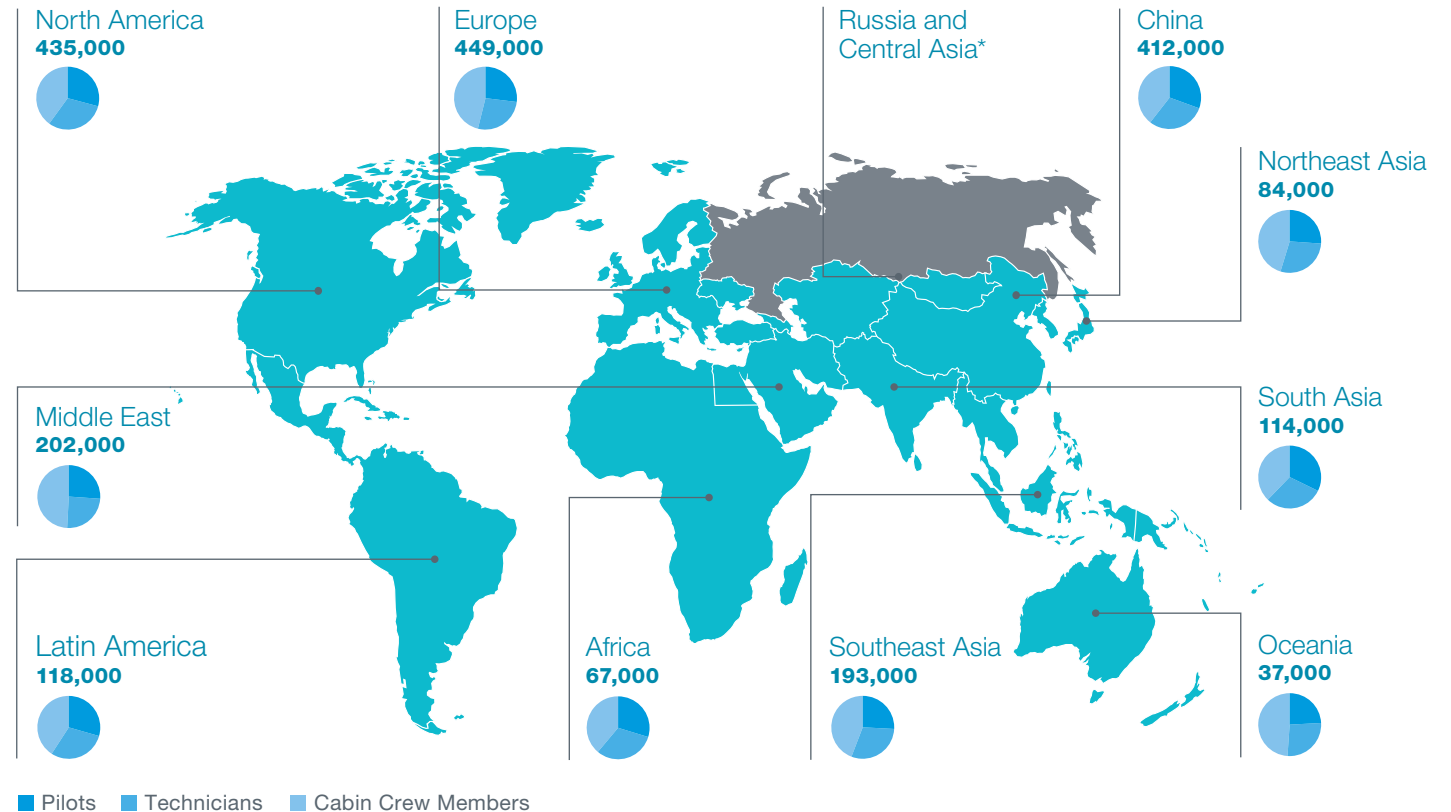 North America
435,000
Europe
449,000
Russia and
Central Asia*
China
412,000
Northeast Asia
84,000
Middle East
202,000
South Asia
114,000
Latin America
118,000
Africa
67,000
Southeast Asia
193,000
Oceania
37,000
Pilots Technicians Cabin Crew Members